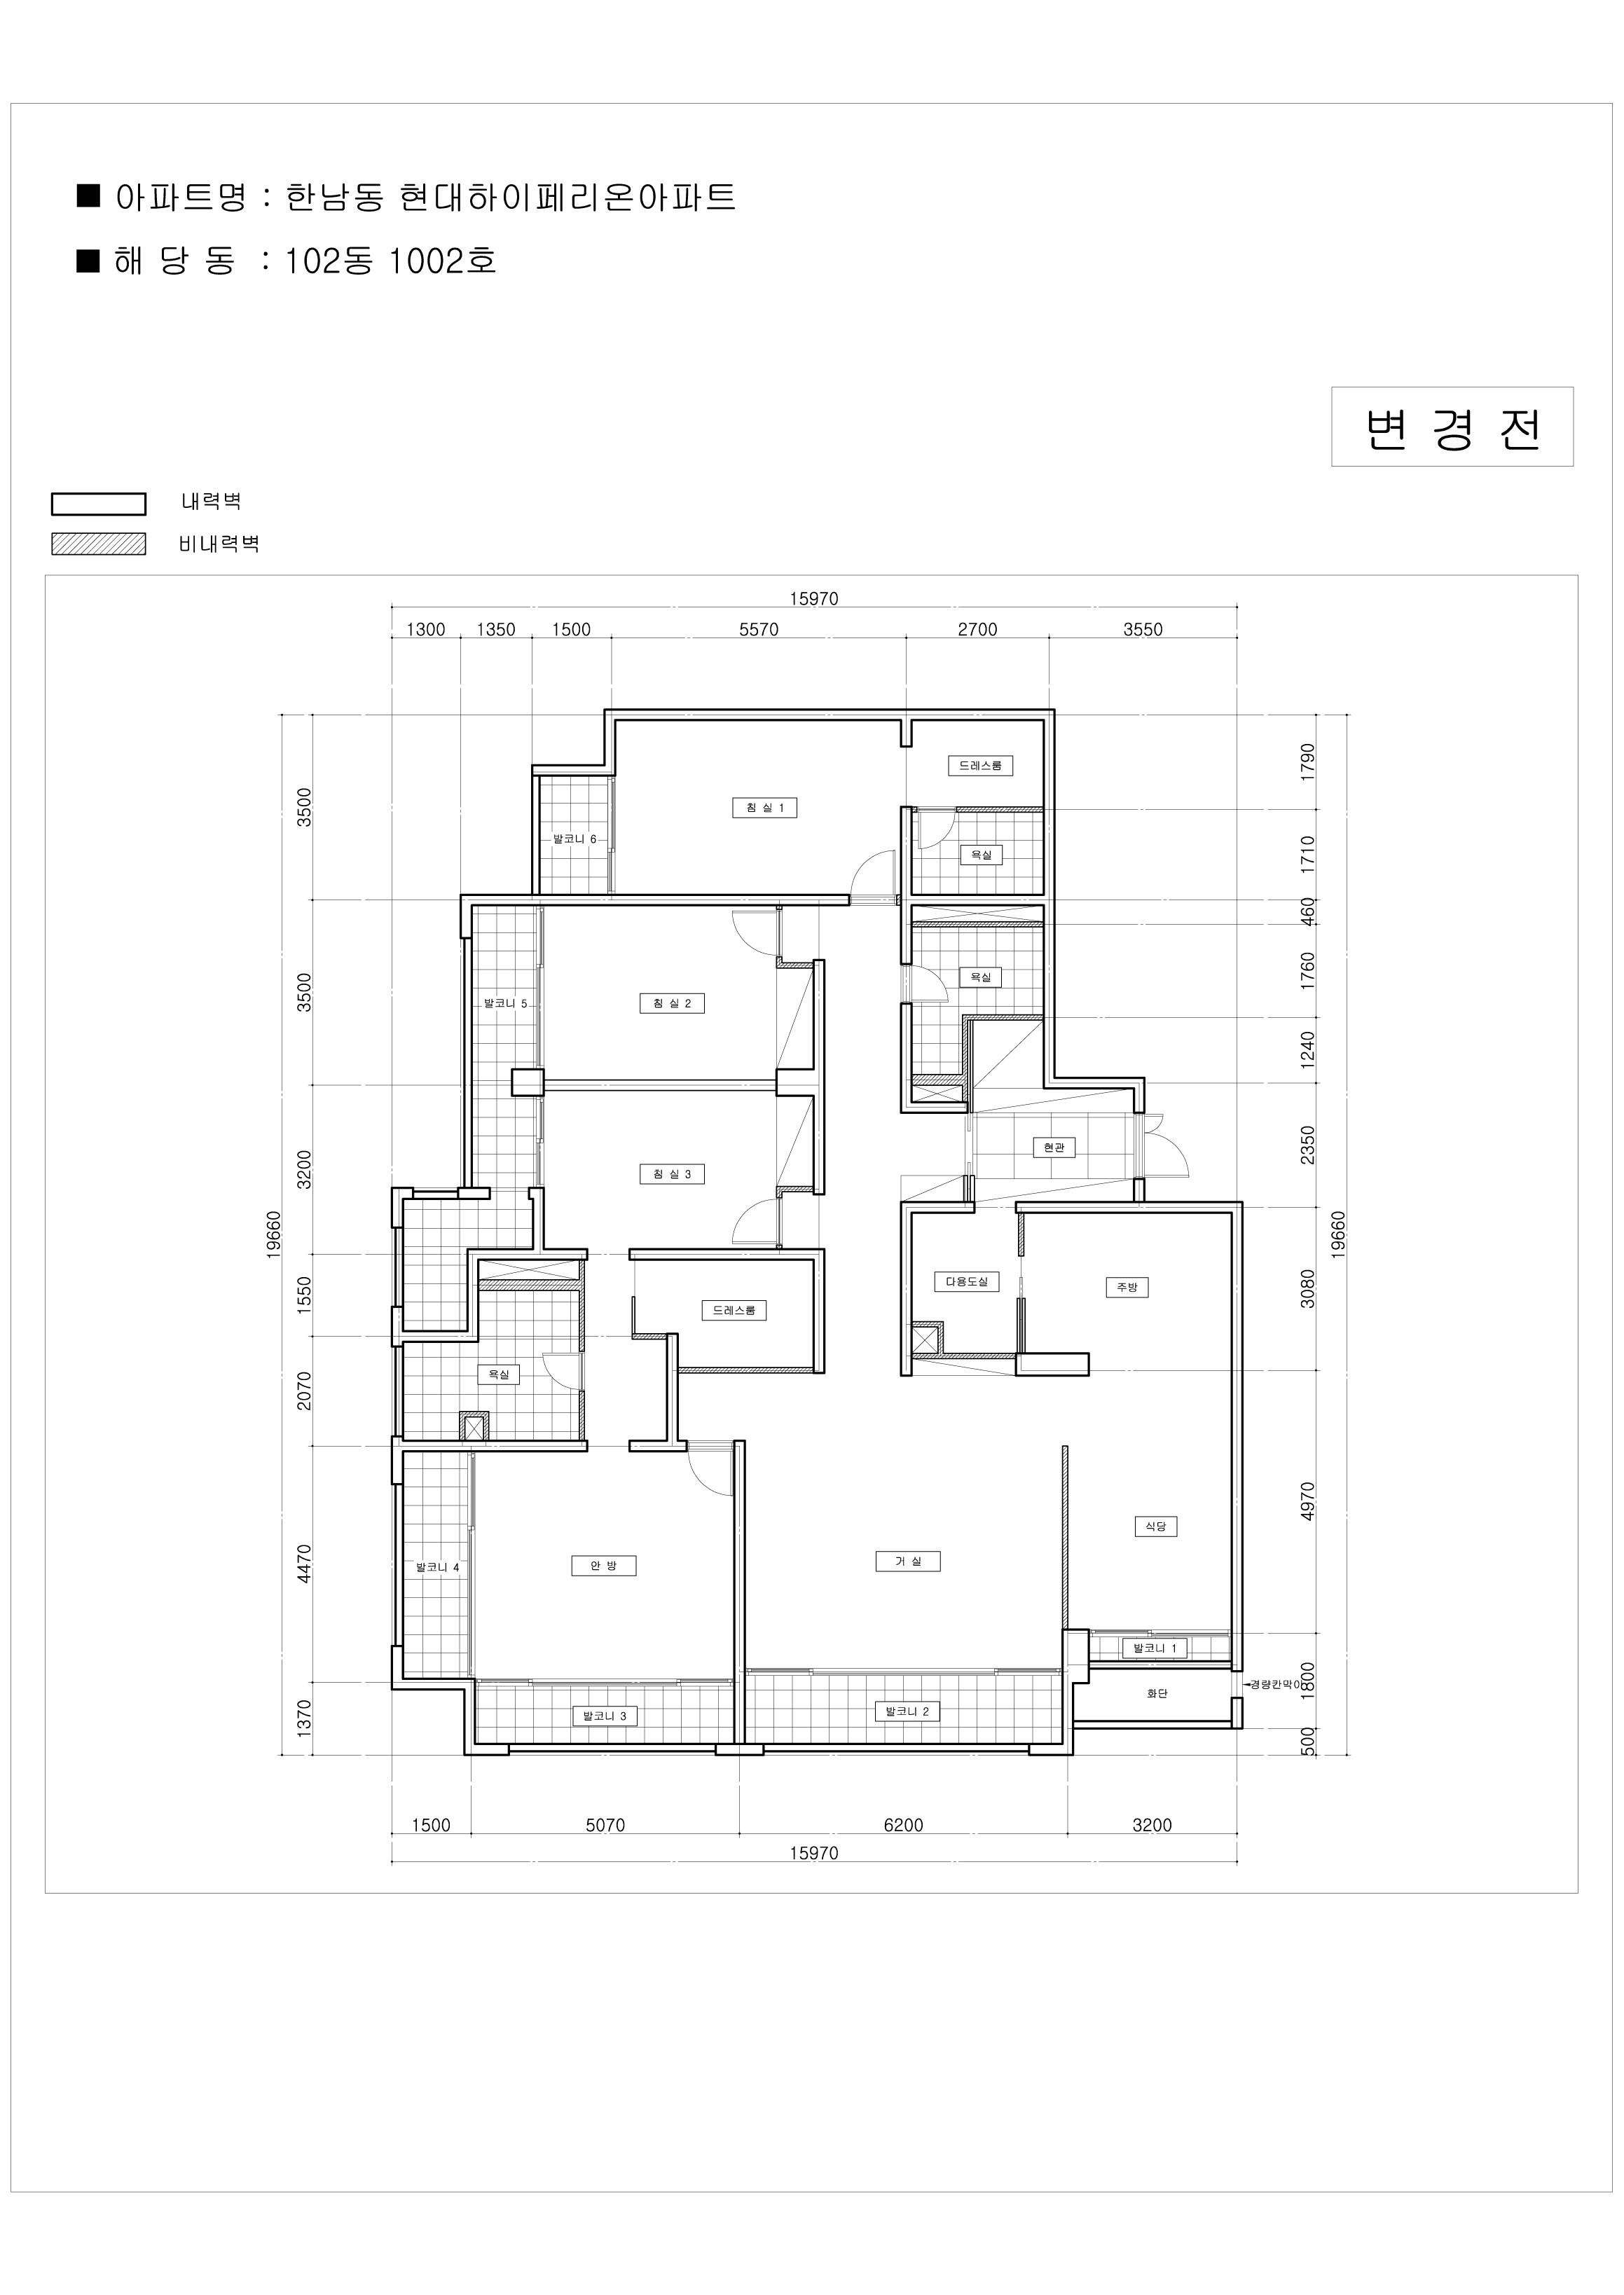 ■ 아파트명 : 한남동 현대하이페리온아파트
■ 해 당 동 : 102동 1002호
변 경 전
내력벽
비내력벽
15970
1300 1350 1500 5570 2700 3550
3500
3500
3200
1550
2070
4470
1370
19660
1790
1710
460
1760
1240
2350
3080
4970
1800
500
19660
드레스룸
침 실 1
발코니 6
욕실
욕실
침 실 2
발코니 5
현관
침 실 3
다용도실
주방
드레스룸
욕실
식당
거 실
안 방
발코니 4
발코니 1
경량칸막이
화단
발코니 2
발코니 3
1500 5070 6200 3200
15970